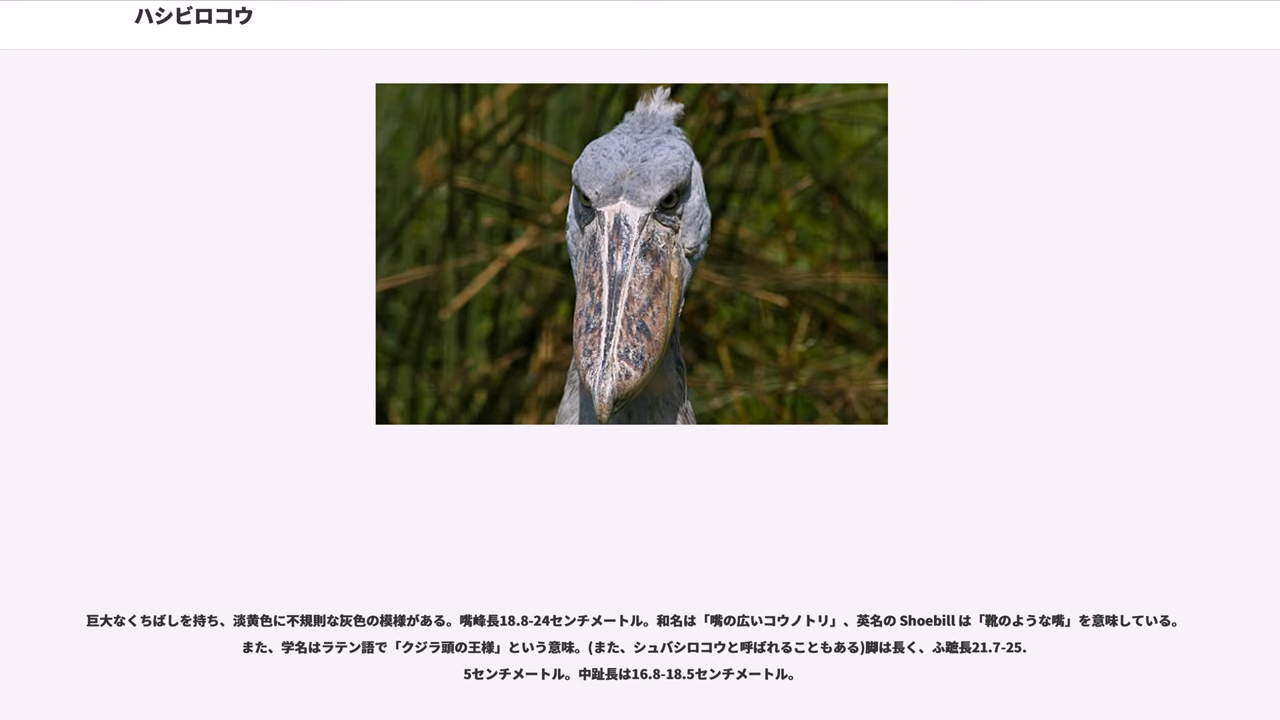 ハシビロコウ
巨大なくちばしを持ち、淡黄色に不規則な灰色の模様がある。嘴峰長18.8-24センチメートル。和名は「嘴の広いコウノトリ」、英名の Shoebill は「靴のような嘴」を意味している。
また、学名はラテン語で「クジラ頭の王様」という意味。(また、シュバシロコウと呼ばれることもある)脚は長く、ふ蹠長21.7-25.
5センチメートル。中趾長は16.8-18.5センチメートル。